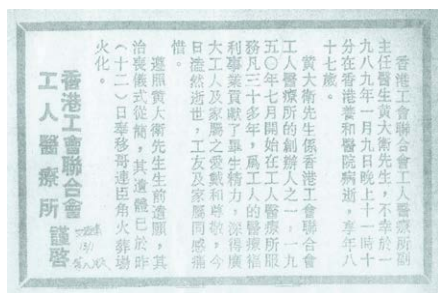 香港工會聯合會工人醫療所副
主任醫生黃大衛先生，不幸於一
九八九年一月九日晚上十一時十
分在香港養和醫院病逝，享年八
十七歲。
黃大衛先生係香港工會聯合會
工人醫療所的創辦人之一，一九
五〇年七月開始在工人醫療所服
務凡三十多年，爲工人的醫療福
利事業貢獻了畢生精力，深得廣
大工人及家屬之愛戴和尊敬，今
日溘然逝世，工友及家屬同感痛
惜。
遵照黃大衛先生生前遺願，其
治喪儀式從簡，其遺體已於昨
（十二）日舉移哥連臣角火葬場
火化。
香港工會聯合會
工人醫療所
謹啓